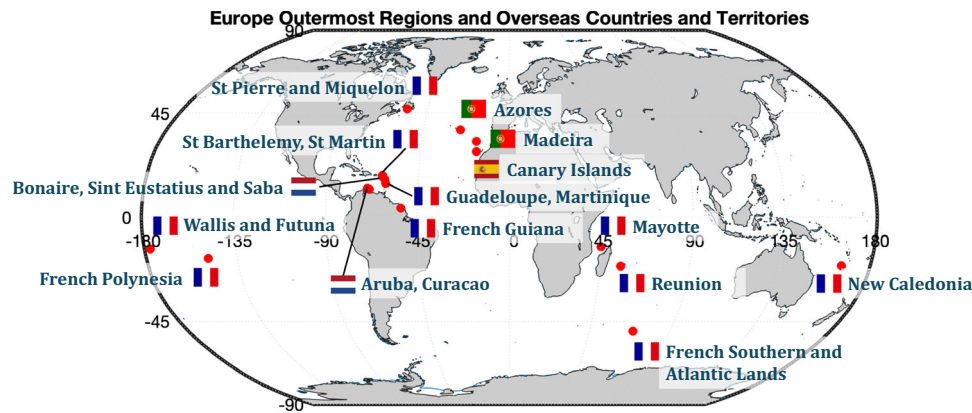 Europe Outermost Regions and Overseas Countries and Territories
90
St Pierre and Miquelon
45
Azores
St Barthelemy, St Martin
Madeira
Canary Islands
Bonaire, Sint Eustatius and Saba
Guadeloupe, Martinique
0
Wallis and Futuna
French Guiana
Mayotte
-180
-135
-90
-45
0
45
90
135
180
French Polynesia
Aruba, Curacao
Reunion
New Caledonia
-45
45
French Southern and
Atlantic Lands
-90